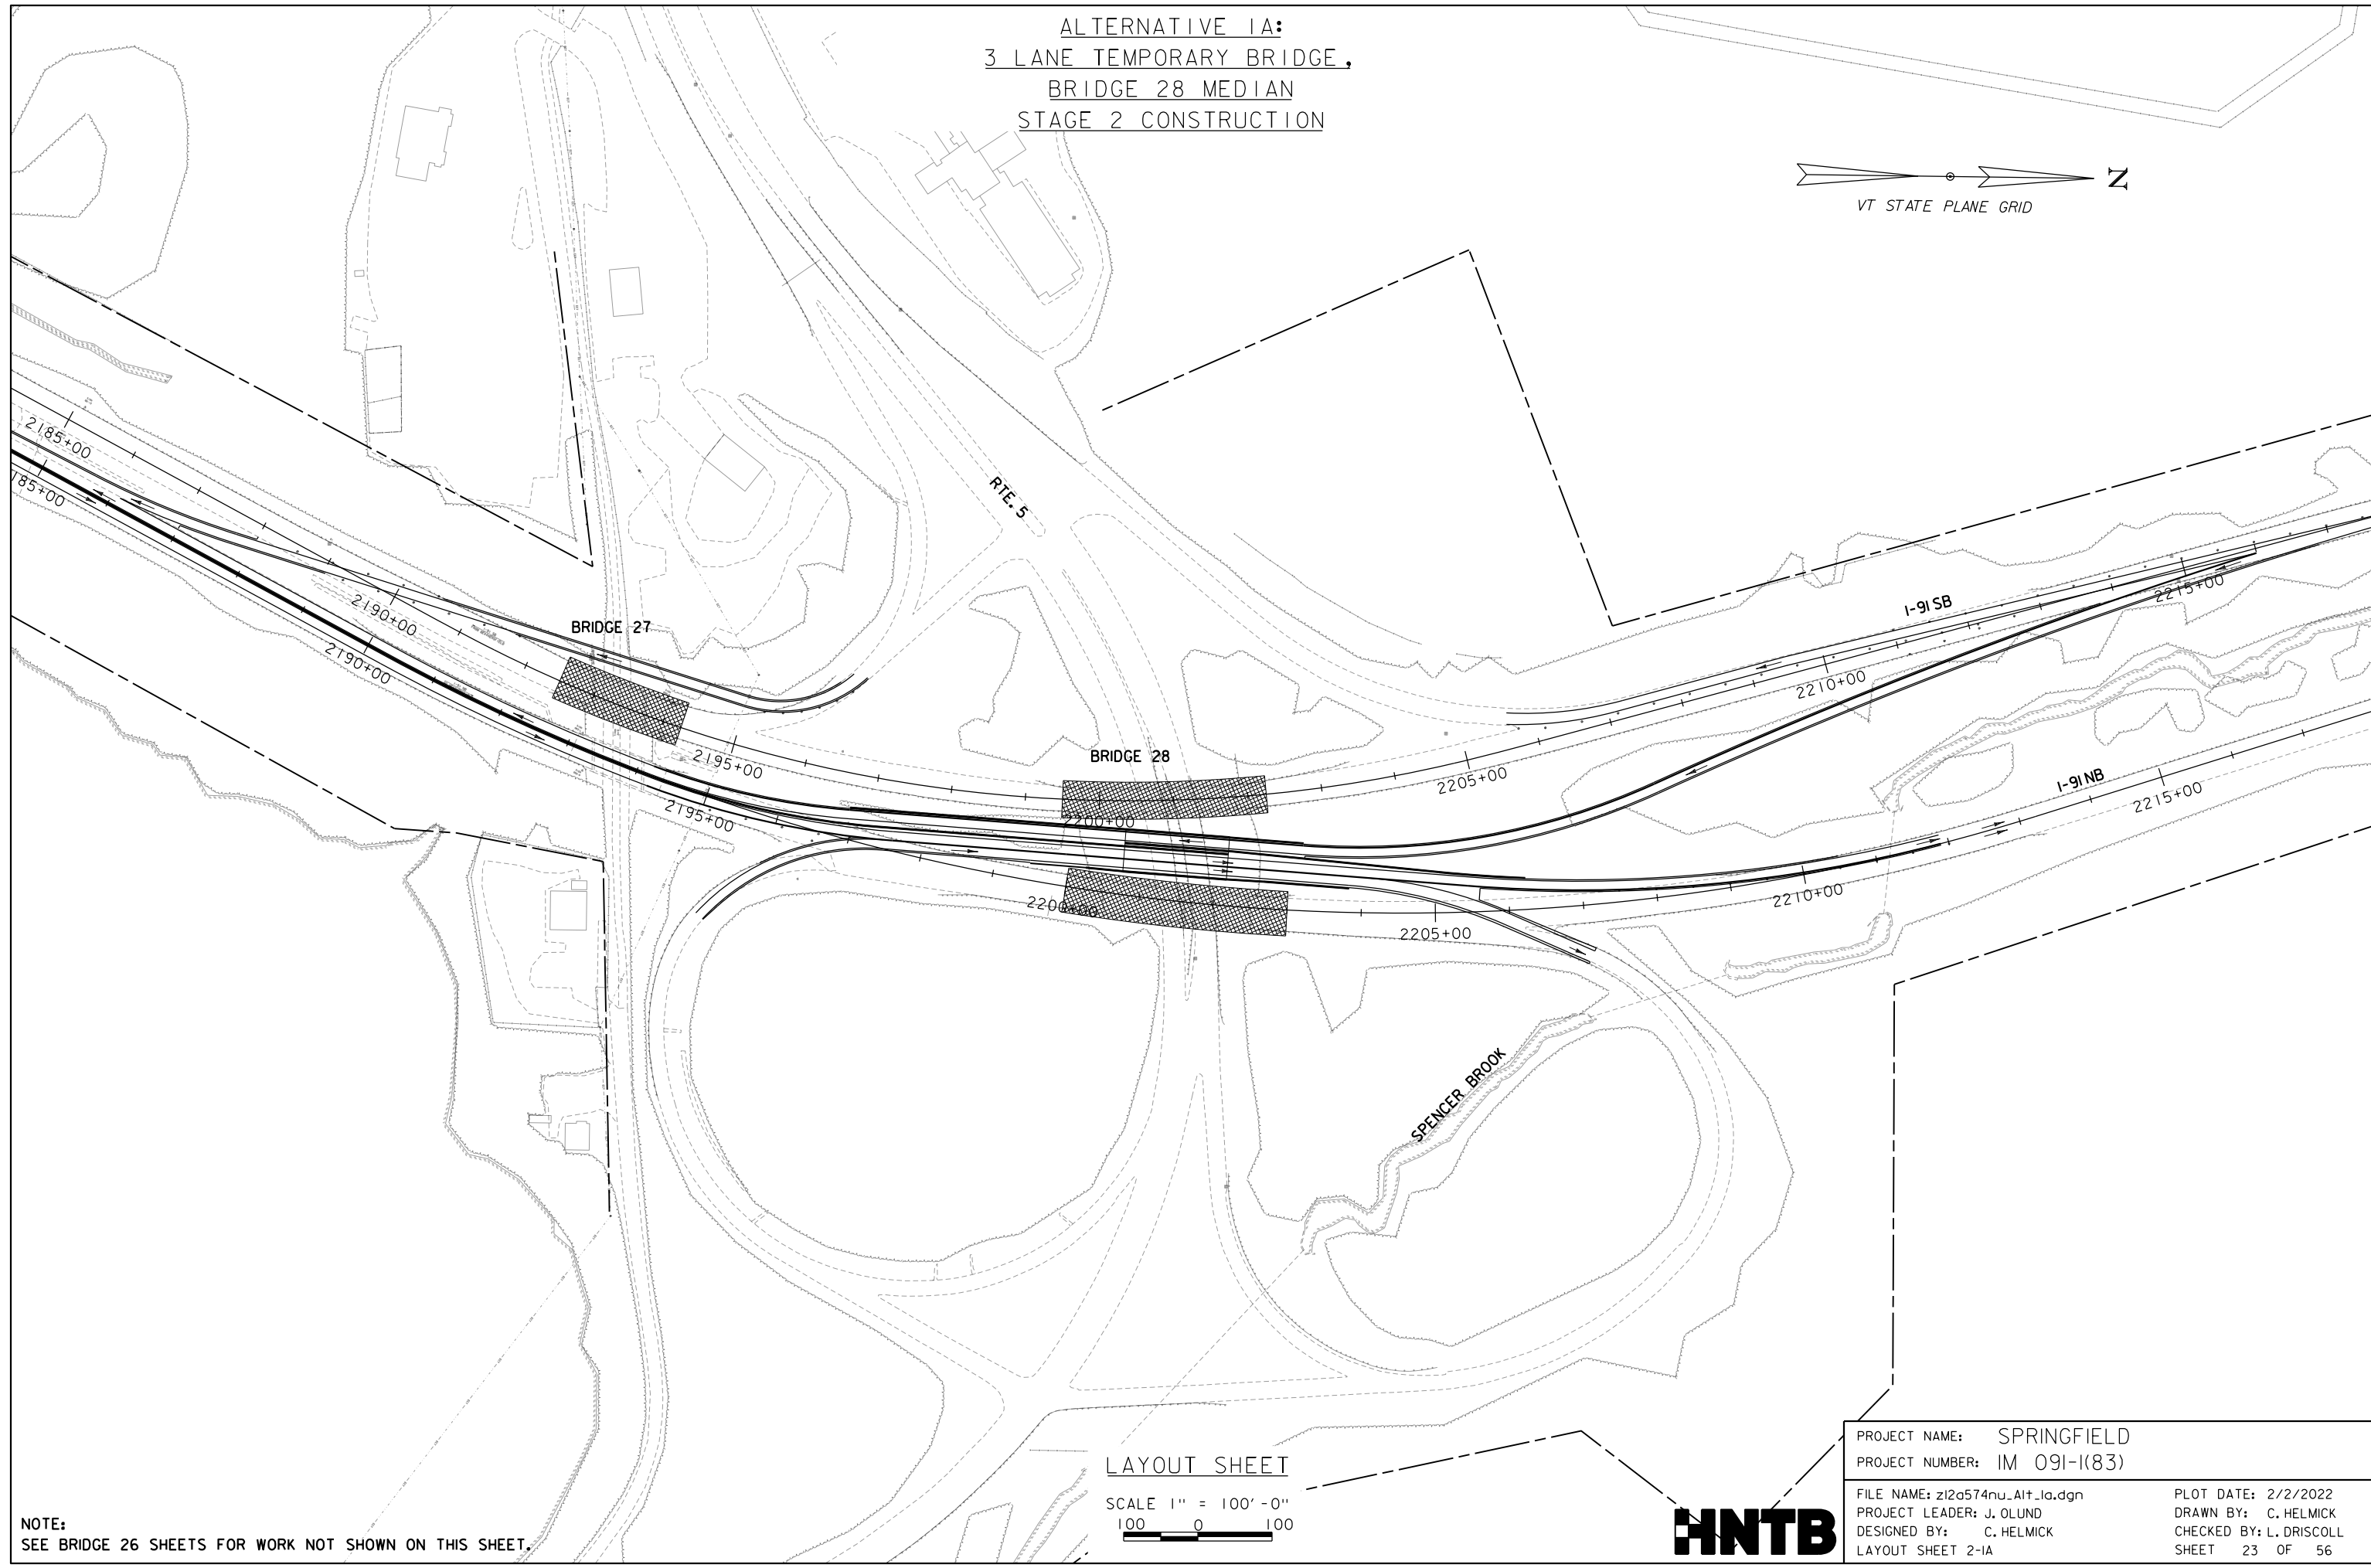 ALTERNATIVE 1A:
3 LANE TEMPORARY BRIDGE,
BRIDGE 28 MEDIAN
STAGE 2 CONSTRUCTION
N
VT STATE PLANE GRID
2185+00
185+00
2190+00
2190+00
BRIDGE 27
RTE. 5
2195+00
2195+00
BRIDGE 28
2200+00
2200+00
2205+00
2205+00
I-91 SB
2210+00
2215+00
I-91 NB
2210+00
2215+00
SPENCER BROOK
LAYOUT SHEET
SCALE 1" = 100'-0"
100 0 100
NOTE:
SEE BRIDGE 26 SHEETS FOR WORK NOT SHOWN ON THIS SHEET.
HNTB
PROJECT NAME: SPRINGFIELD
PROJECT NUMBER: IM 091-1(83)
FILE NAME: z12a574nu_Alt_1a.dgn PLOT DATE: 2/2/2022
PROJECT LEADER: J. OLUND DRAWN BY: C. HELMICK
DESIGNED BY: C. HELMICK CHECKED BY: L. DRISCOLL
LAYOUT SHEET 2-1A SHEET 23 OF 56